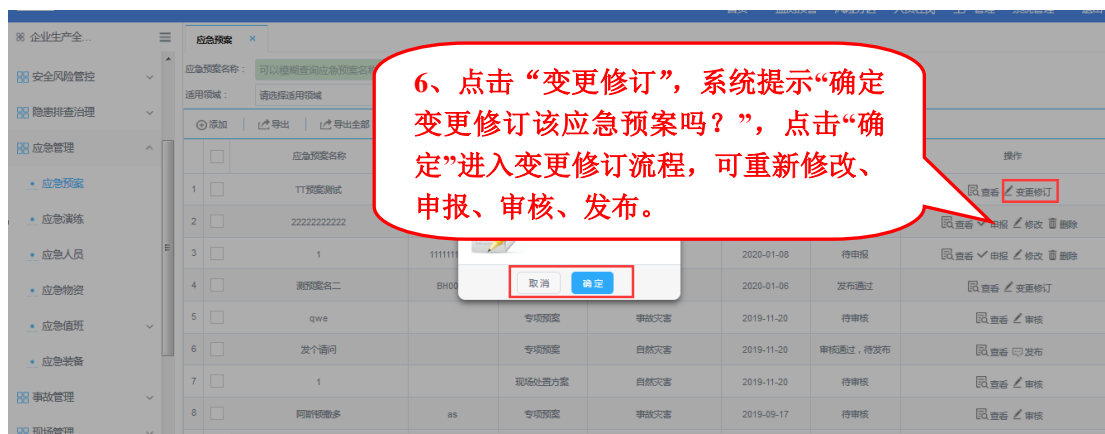 企业生产全...
应急预案 ×
应急预案名称： 可以模糊查询应急预案名称
适用领域： 请选择适用领域
添加 导出 导出全部
安全风险管控
隐患排查治理
应急管理
应急预案
应急演练
应急人员
应急物资
应急值班
应急装备
事故管理
现场管理
6、点击“变更修订”，系统提示“确定
变更修订该应急预案吗？”，点击“确
定”进入变更修订流程，可重新修改、
申报、审核、发布。
应急预案名称 操作
1 TT预案测试 查看 变更修订
2 22222222222 查看 申报 修改 删除
3 1 1111111 2020-01-08 待申报 查看 申报 修改 删除
4 测预案名二 BH00 2020-01-06 发布通过 查看 变更修订
取消 确定
5 qwe 专项预案 事故灾害 2019-11-20 待审核 查看 审核
6 发个请问 专项预案 自然灾害 2019-11-20 审核通过，待发布 查看 发布
7 1 现场处置方案 自然灾害 2019-11-20 待审核 查看 审核
8 阿斯顿撒多 as 专项预案 事故灾害 2019-09-17 待审核 查看 审核